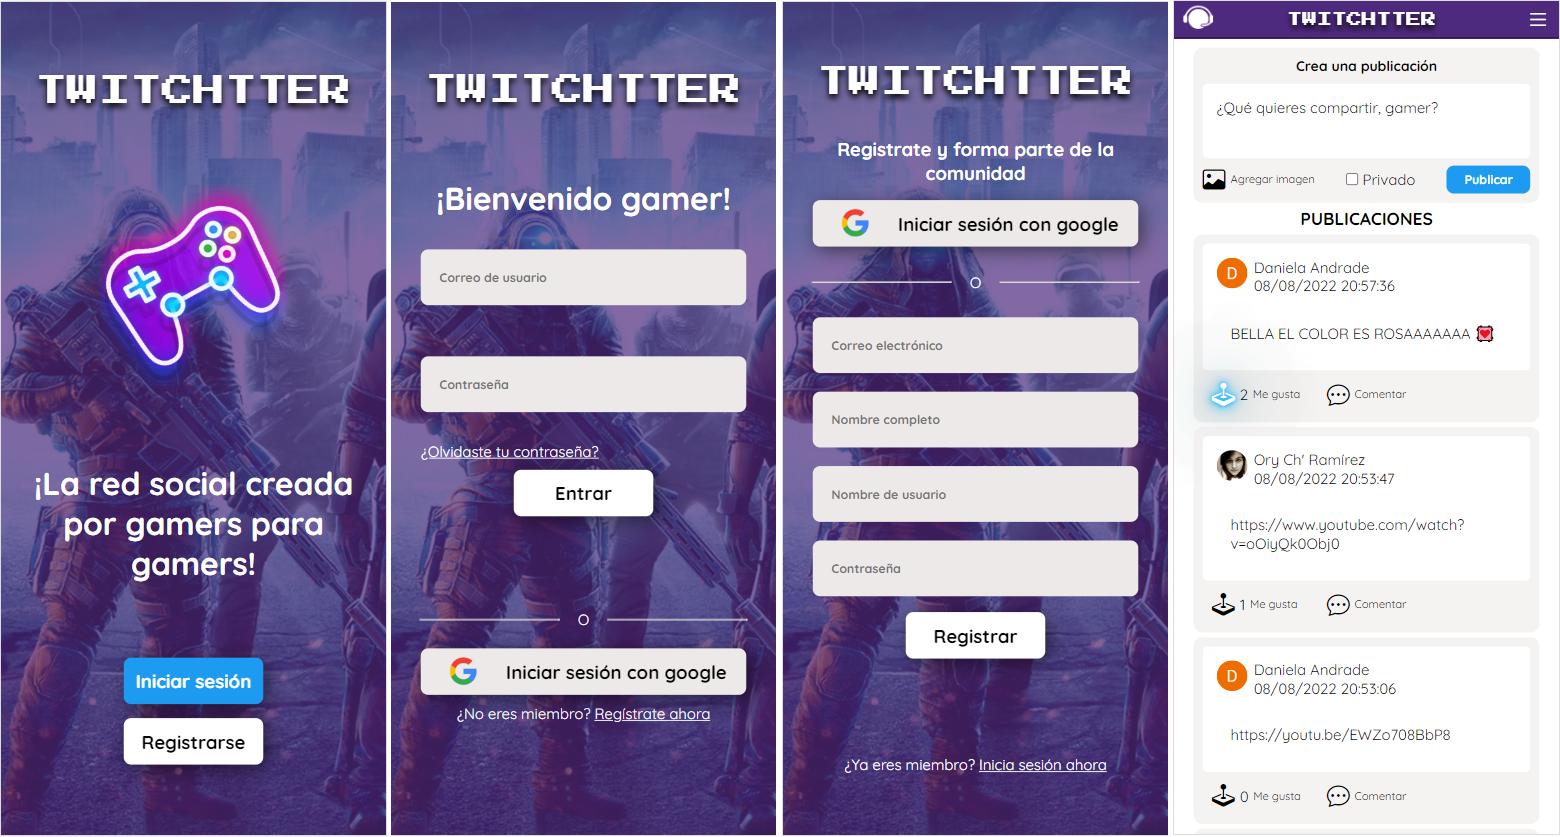 TWITCHTTER
¡La red social creada
por gamers para
gamers!
Iniciar sesión
Registrarse
TWITCHTTER
¡Bienvenido gamer!
Correo de usuario
Contraseña
¿Olvidaste tu contraseña?
Entrar
O
Iniciar sesión con google
¿No eres miembro? Regístrate ahora
TWITCHTTER
Registrate y forma parte de la
comunidad
Iniciar sesión con google
O
Correo electrónico
Nombre completo
Nombre de usuario
Contraseña
Registrar
¿Ya eres miembro? Inicia sesión ahora
TWITCHTTER
Crea una publicación
¿Qué quieres compartir, gamer?
Agregar imagen Privado Publicar
PUBLICACIONES
D Daniela Andrade
08/08/2022 20:57:36
BELLA EL COLOR ES ROSAAAAAAA 💟
2 Me gusta Comentar
Ory Ch' Ramírez
08/08/2022 20:53:47
https://www.youtube.com/watch?
v=oOiyQk0Obj0
1 Me gusta Comentar
D Daniela Andrade
08/08/2022 20:53:06
https://youtu.be/EWZo708BbP8
0 Me gusta Comentar